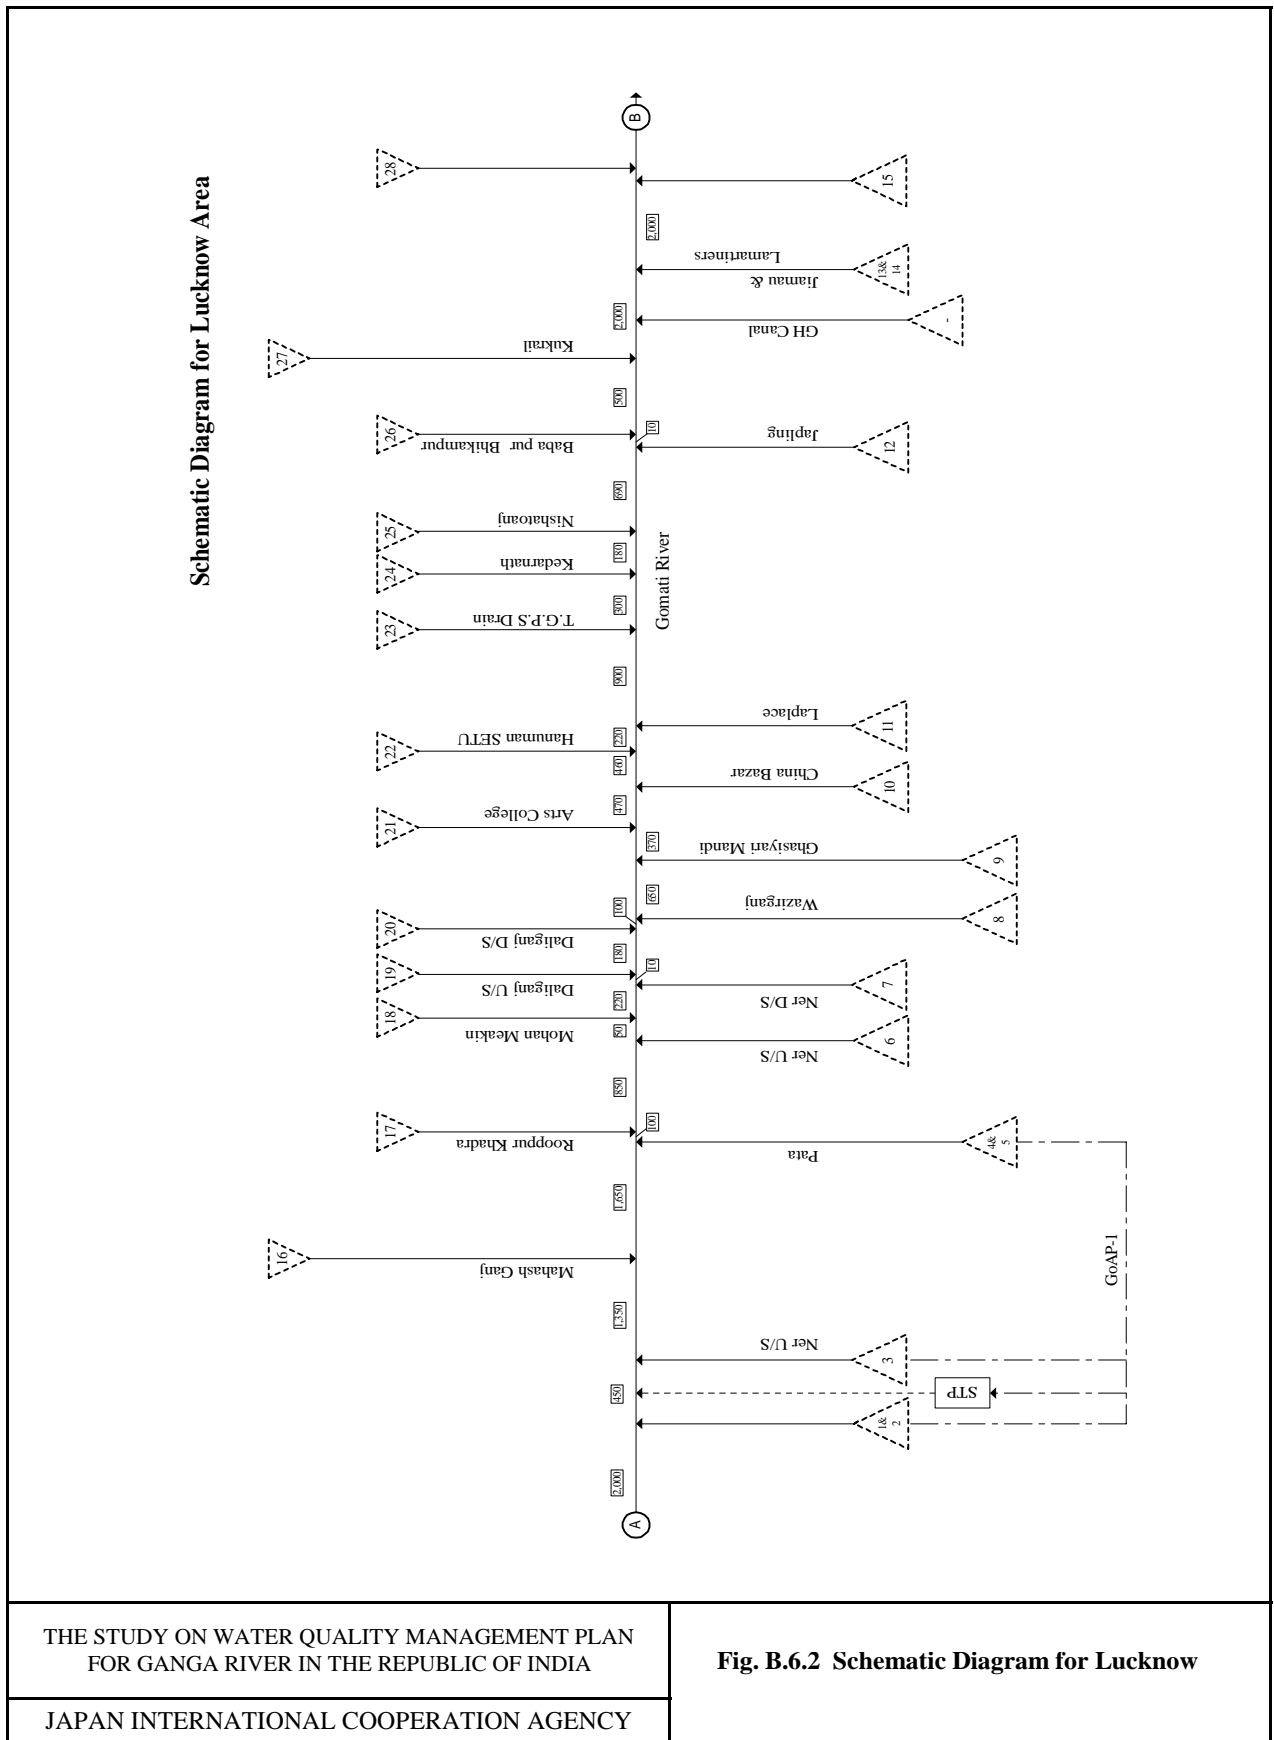 Schematic Diagram for Lucknow Area
B
28
15
2,000
Jiamau &
Lamartiners
13&
14
2,000
GH Canal
-
27
Kukrail
500
26
Baba pur Bhikampur
10
Japling
12
690
25
Nishatoanj
180
24
Kedarnath
Gomati River
300
23
T.G.P.S Drain
900
Laplace
11
220
22
Hanuman SETU
460
China Bazar
10
470
21
Arts College
370
Ghasiyari Mandi
9
650
Wazirganj
8
100
20
Daliganj D/S
180
19
Daliganj U/S
10
Ner D/S
7
220
18
Mohan Meakin
50
Ner U/S
6
850
17
Rooppur Khadra
100
Pata
4&
5
1,650
16
Mahash Ganj
GoAP-1
1,350
Ner U/S
3
450
STP
1&
2
2,000
A
THE STUDY ON WATER QUALITY MANAGEMENT PLAN
FOR GANGA RIVER IN THE REPUBLIC OF INDIA
JAPAN INTERNATIONAL COOPERATION AGENCY
Fig. B.6.2 Schematic Diagram for Lucknow